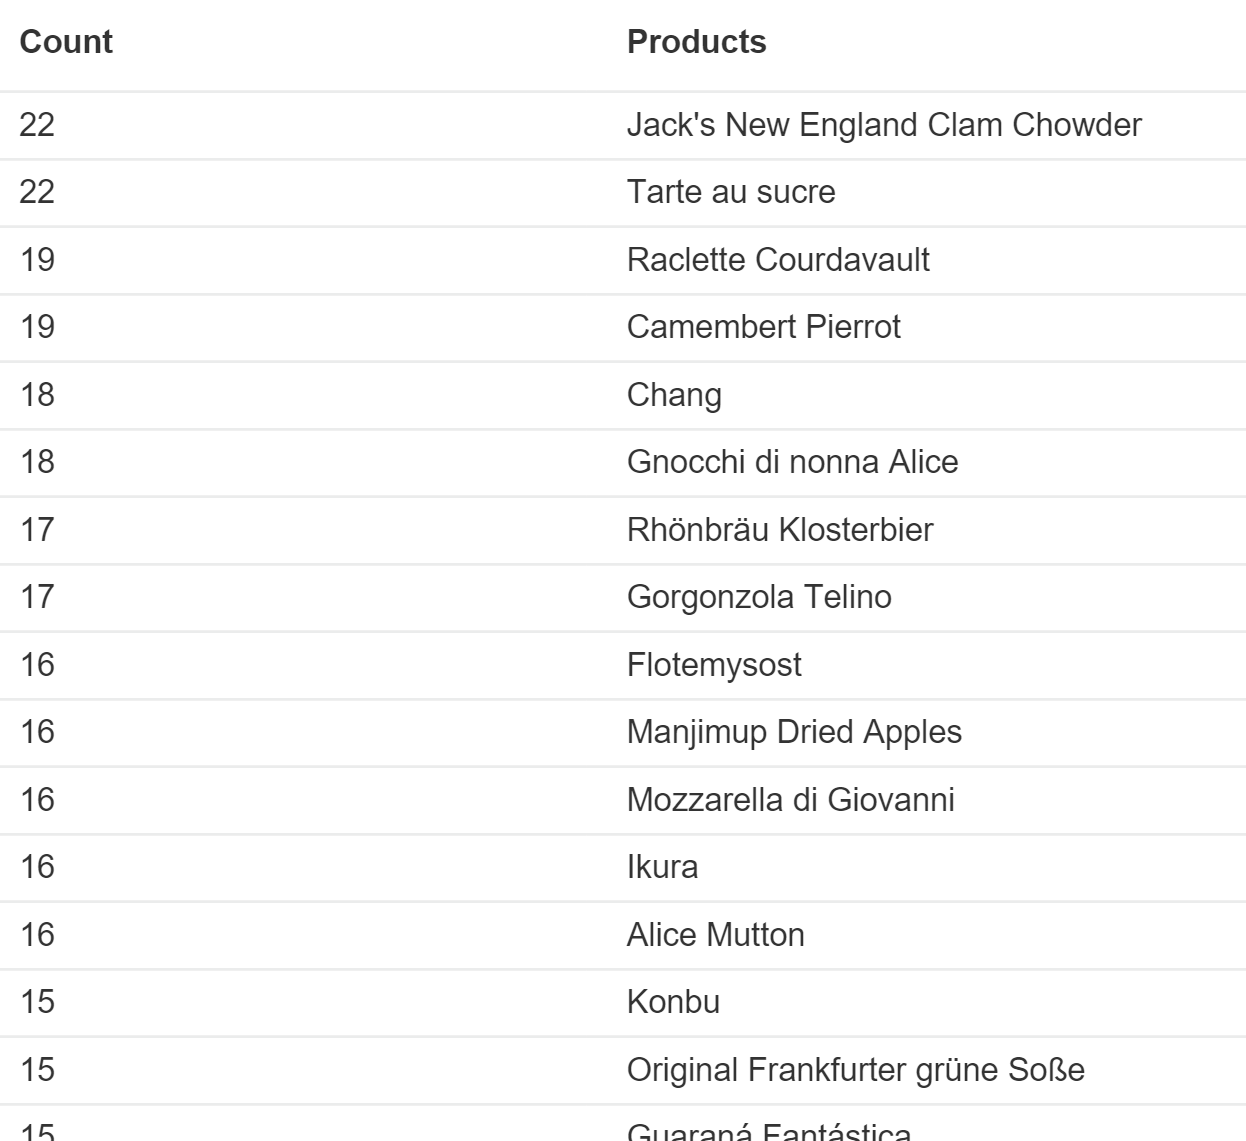 Count Products
22 Jack's New England Clam Chowder
22 Tarte au sucre
19 Raclette Courdavault
19 Camembert Pierrot
18 Chang
18 Gnocchi di nonna Alice
17 Rhönbräu Klosterbier
17 Gorgonzola Telino
16 Flotemysost
16 Manjimup Dried Apples
16 Mozzarella di Giovanni
16 Ikura
16 Alice Mutton
15 Konbu
15 Original Frankfurter grüne Soße
15 Guaraná Fantástica